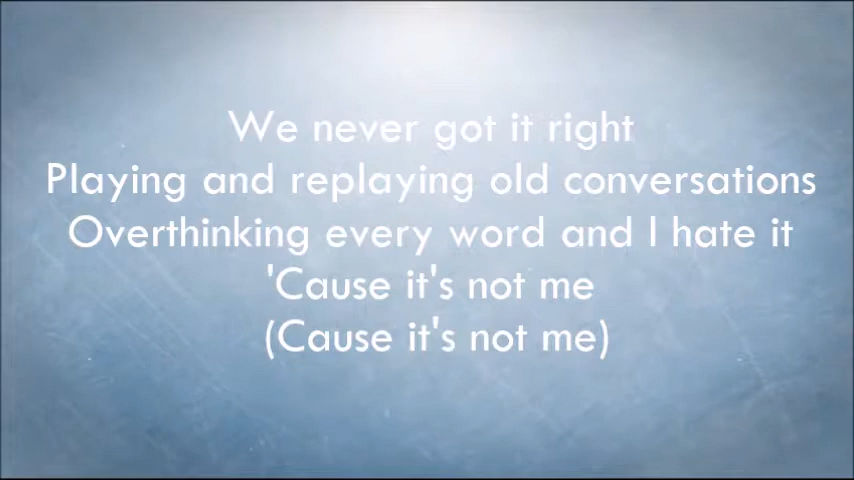 We never got it right
Playing and replaying old conversations
Overthinking every word and I hate it
'Cause it's not me
(Cause it's not me)